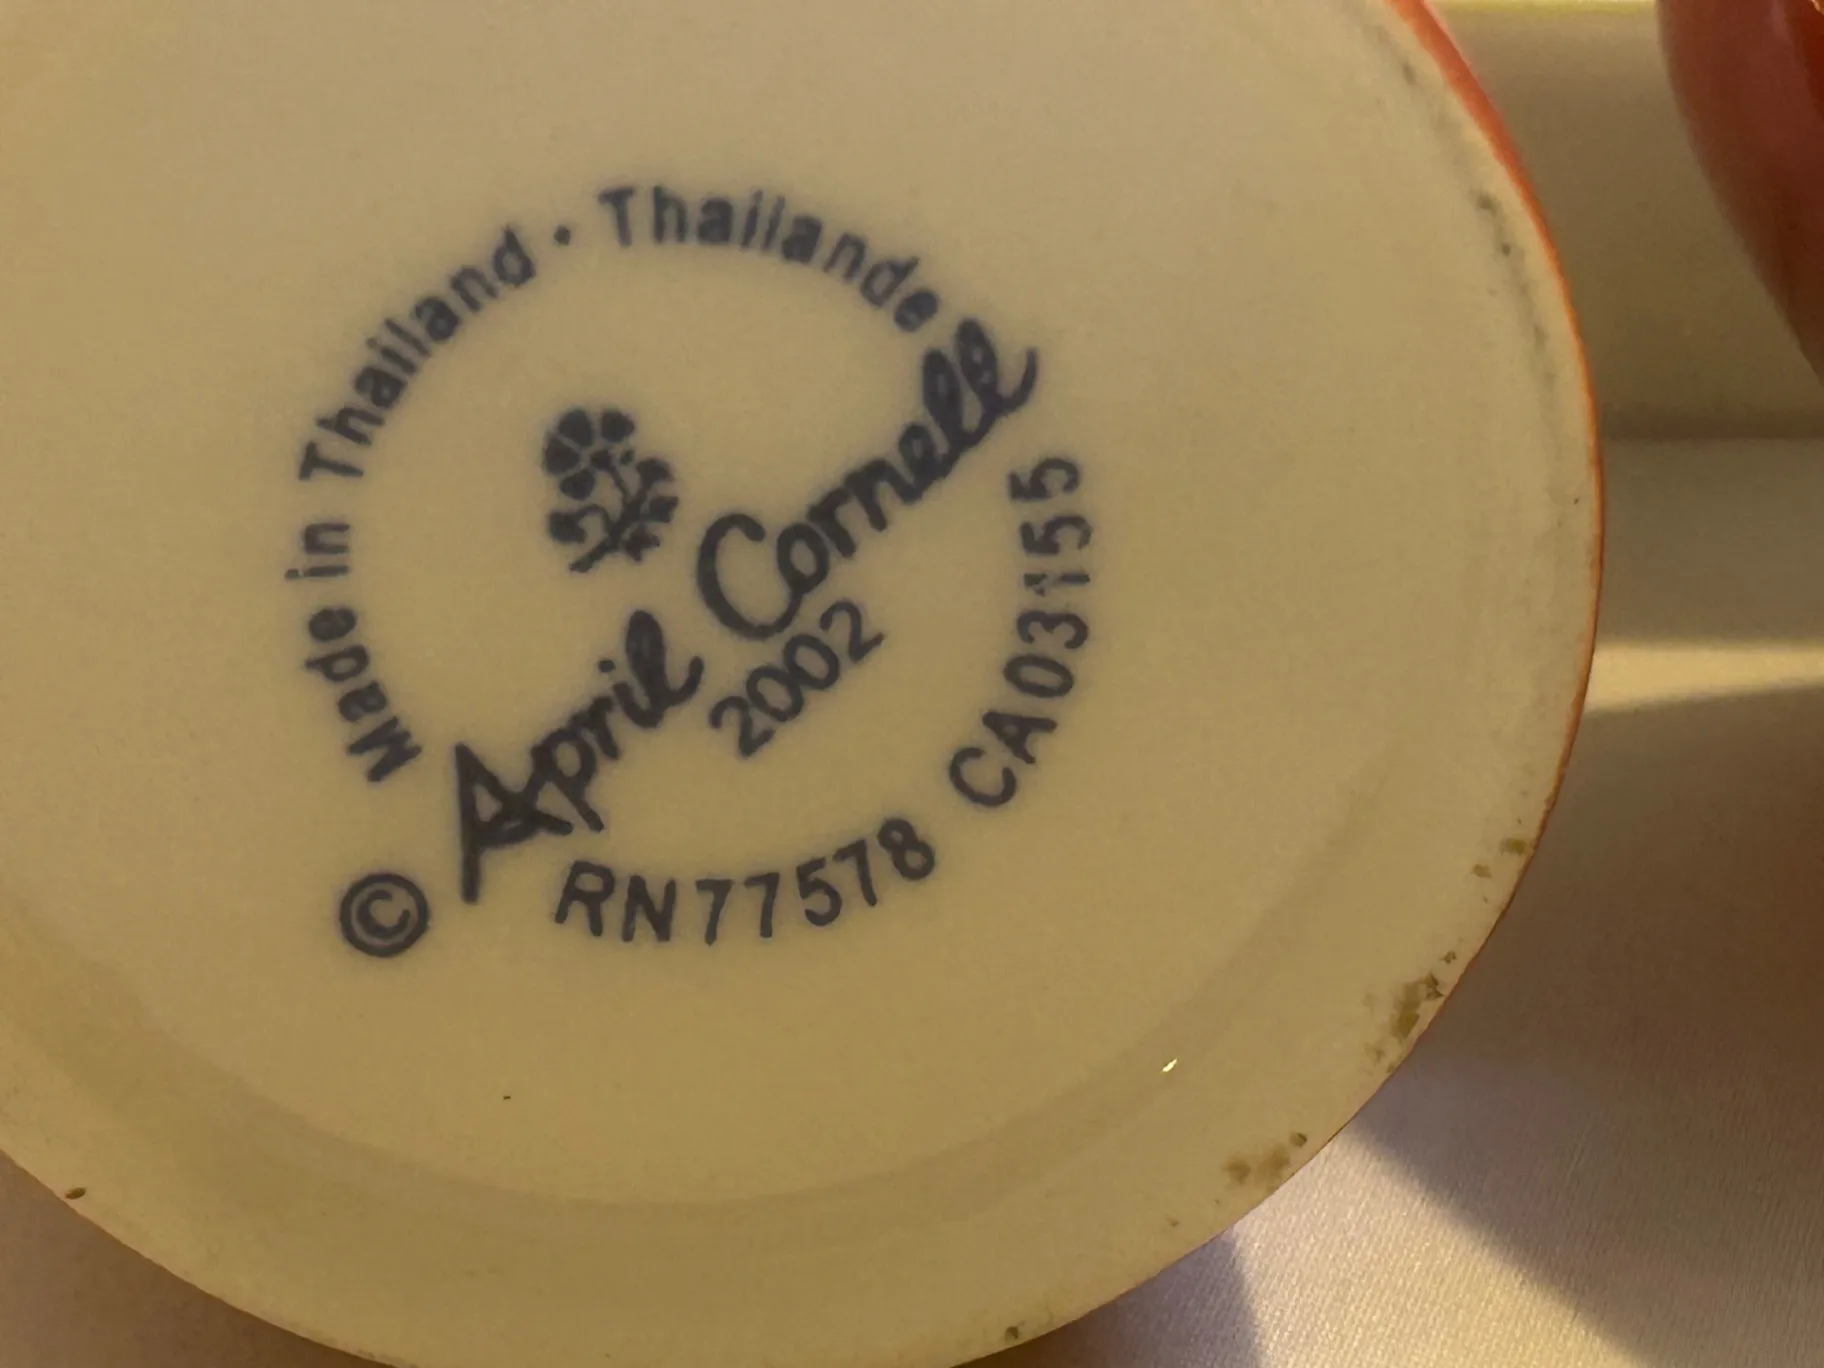 Made in Thailand · Thailande
© April Cornell
2002
RN77578 CA03155